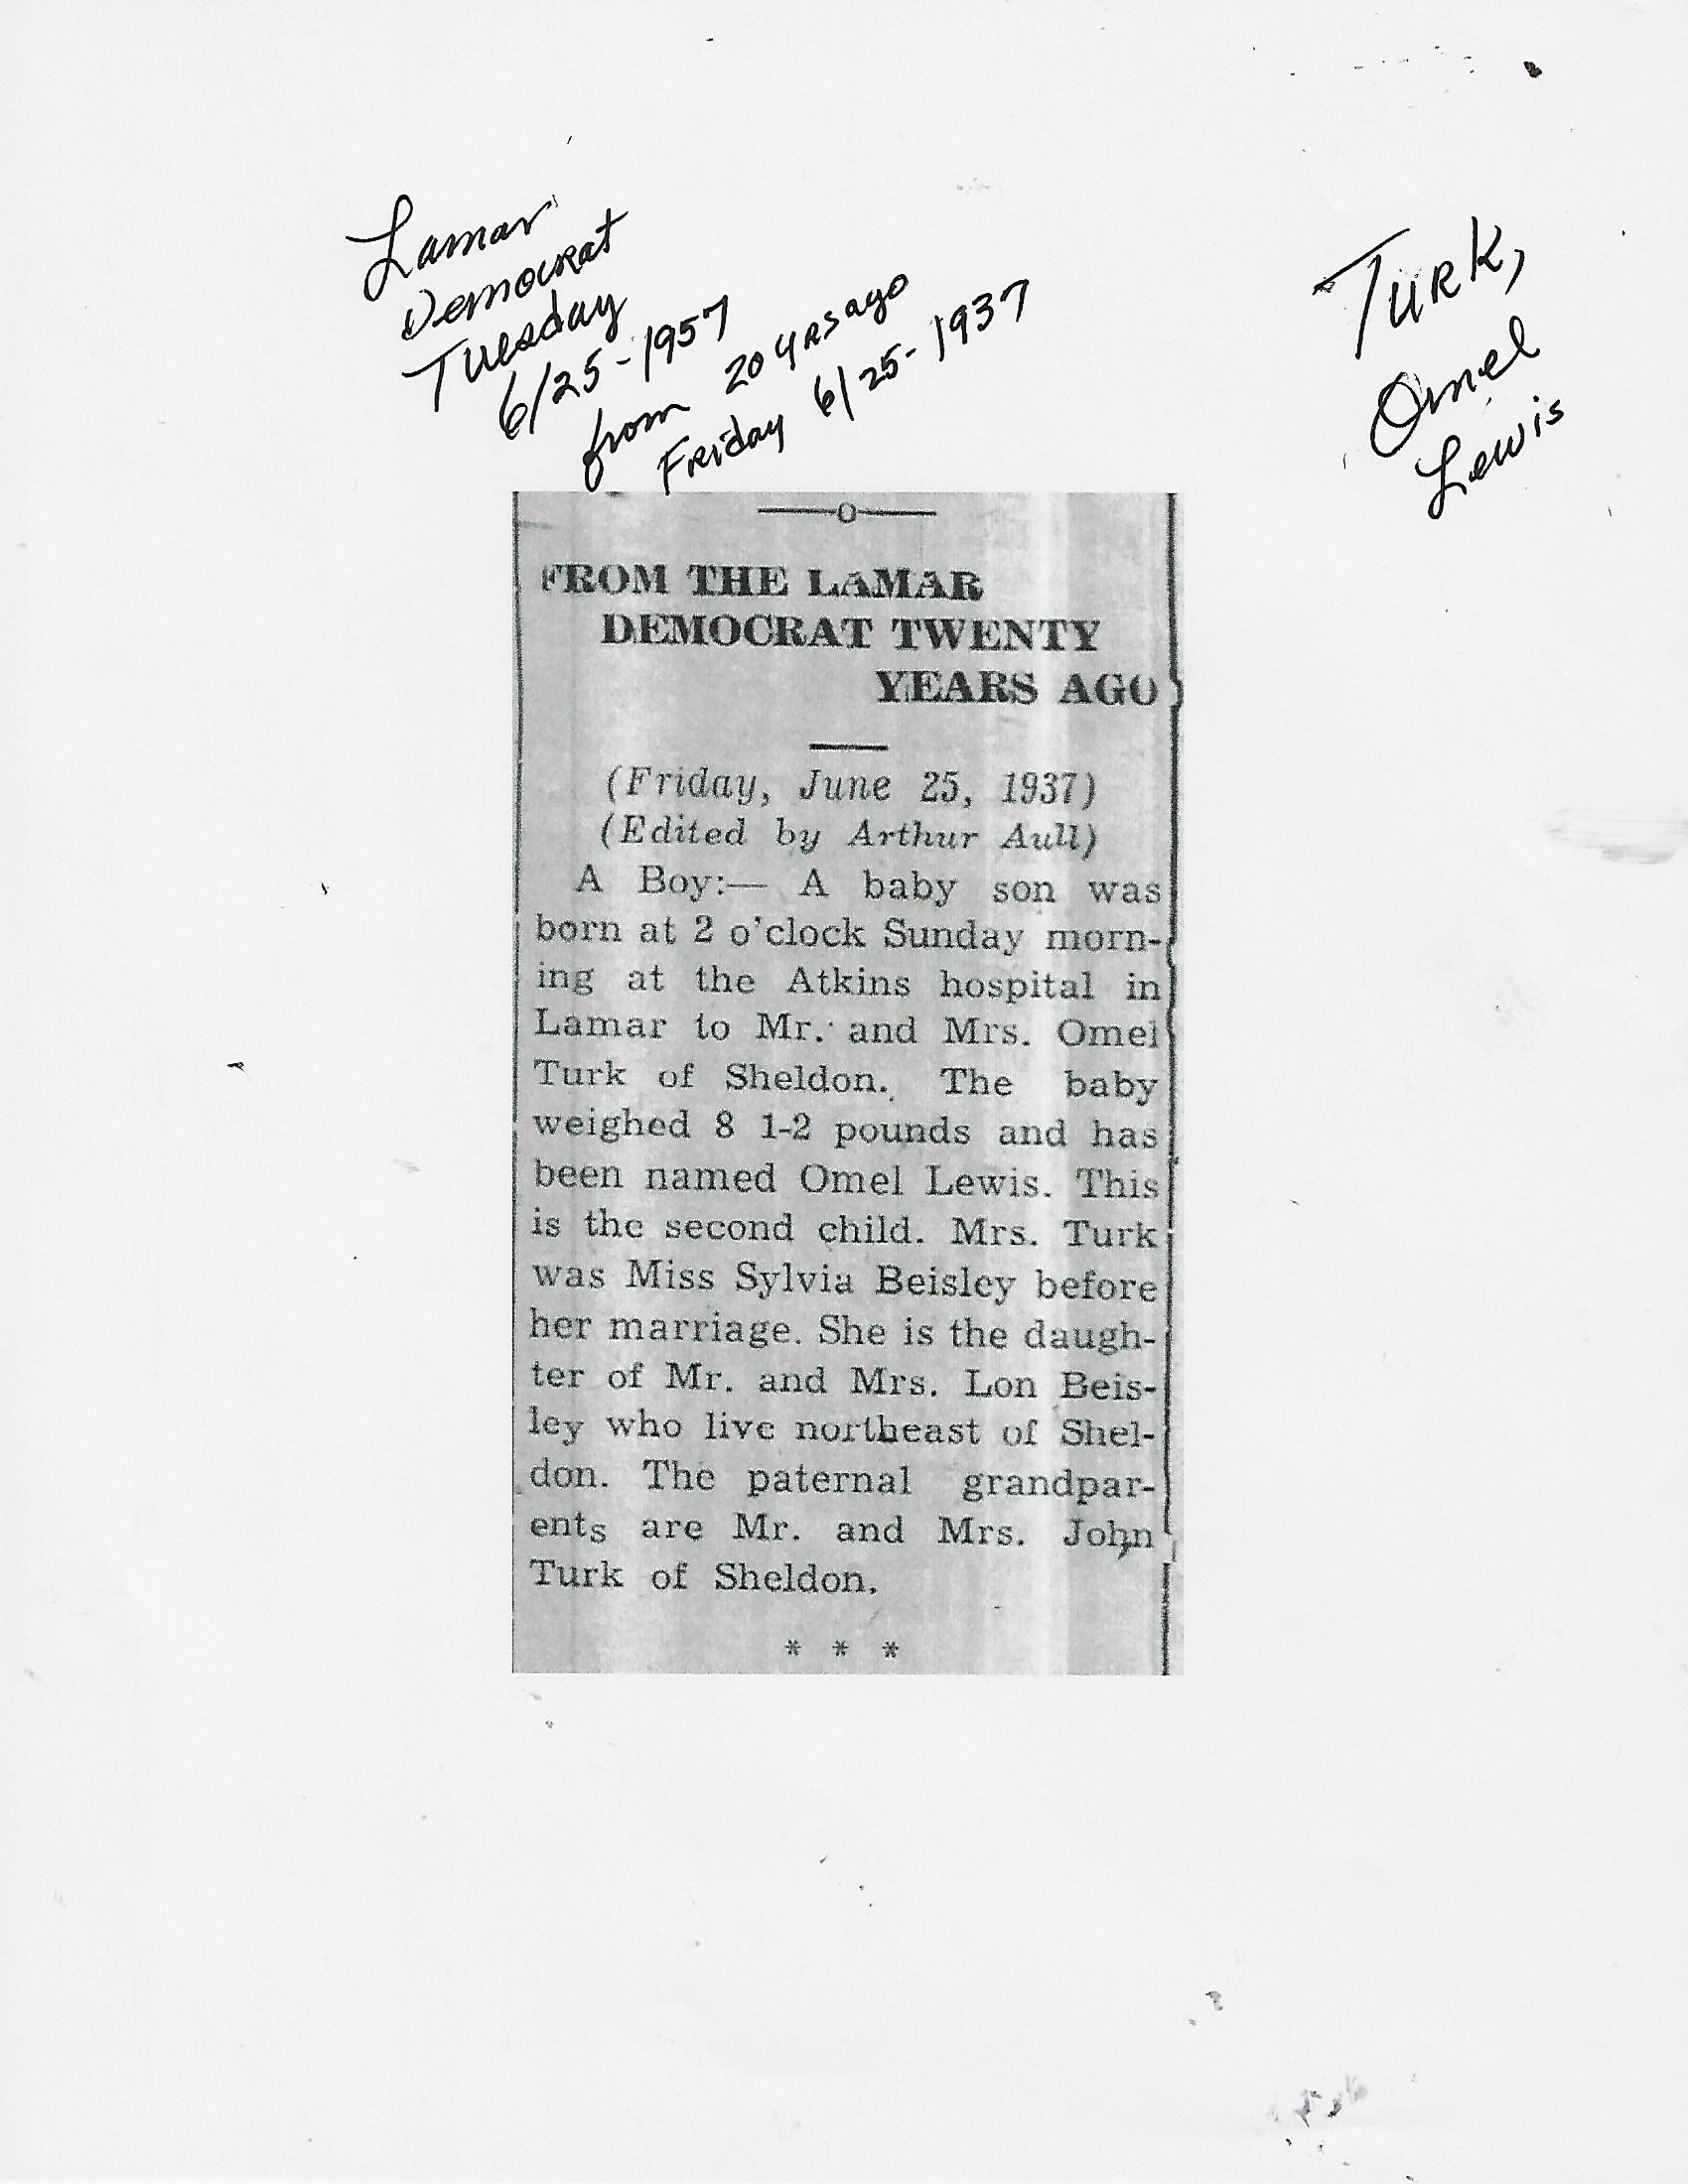 Lamar
Democrat
Tuesday
6/25-1957
from 20 yrs ago
Friday 6/25-1937
Turk,
Omel
Lewis
FROM THE LAMAR
DEMOCRAT TWENTY
YEARS AGO
(Friday, June 25, 1937)
(Edited by Arthur Aull)
A Boy:— A baby son was
born at 2 o'clock Sunday morn-
ing at the Atkins hospital in
Lamar to Mr. and Mrs. Omel
Turk of Sheldon. The baby
weighed 8 1-2 pounds and has
been named Omel Lewis. This
is the second child. Mrs. Turk
was Miss Sylvia Beisley before
her marriage. She is the daugh-
ter of Mr. and Mrs. Lon Beis-
ley who live northeast of Shel-
don. The paternal grandpar-
ents are Mr. and Mrs. John
Turk of Sheldon.
* * *